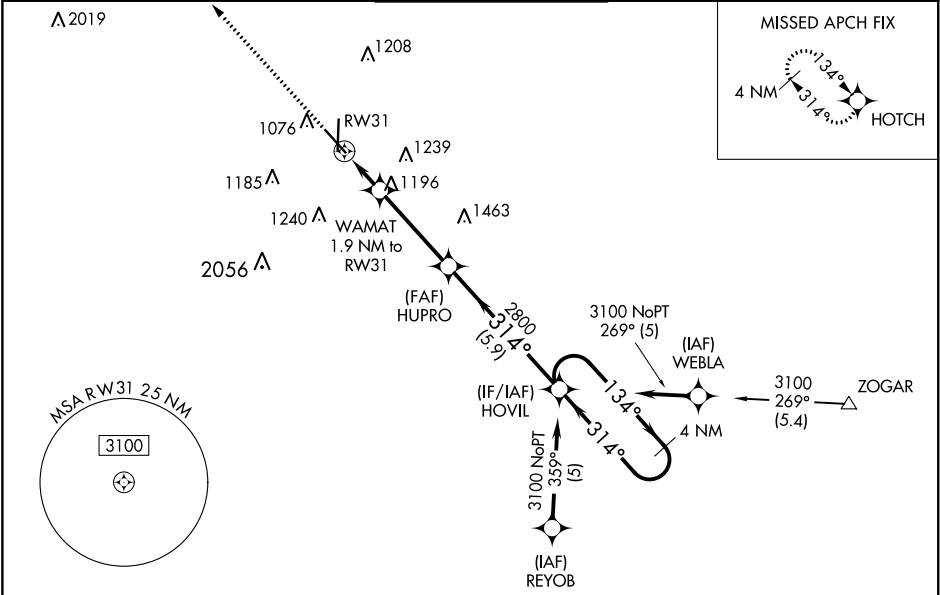 2019
1208
MISSED APCH FIX
134°
4 NM
314°
HOTCH
1076
RW31
1239
1185
1196
1240
WAMAT
1.9 NM to
RW31
1463
2056
(FAF)
HUPRO
2800
314°
(5.9)
3100 NoPT
269° (5)
(IAF)
WEBLA
(IF/IAF)
HOVIL
134°
314°
4 NM
3100
269°
(5.4)
ZOGAR
MSA RW31 25 NM
3100
3100 NoPT
359°
(5)
(IAF)
REYOB